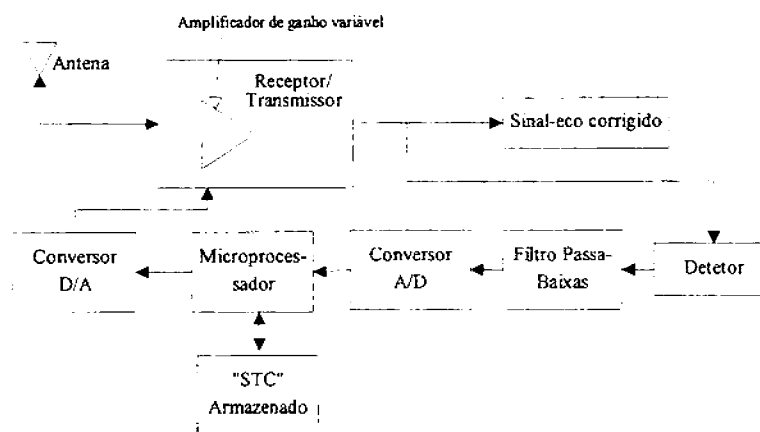 Amplificador de ganho variável
Antena
Receptor/
Transmissor
Sinal-eco corrigido
Conversor
D/A
Microproces-
sador
Conversor
A/D
Filtro Passa-
Baixas
Detetor
"STC"
Armazenado